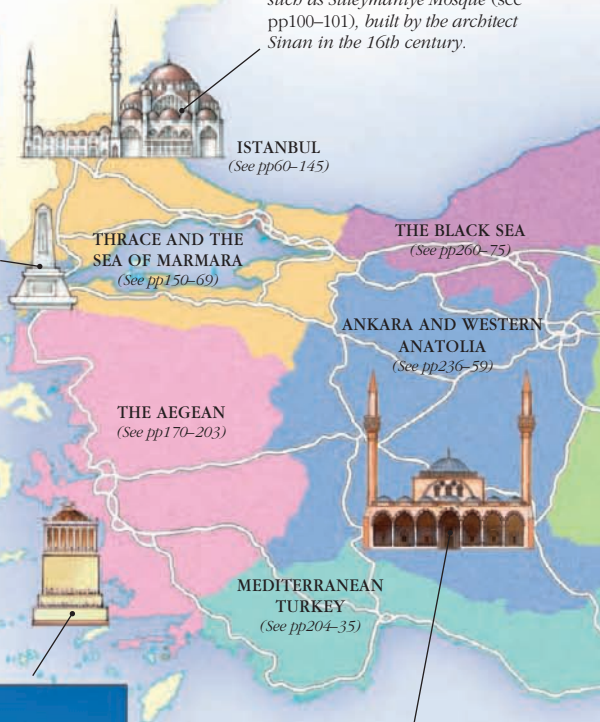 such as Süleymaniye Mosque (see
pp100–101), built by the architect
Sinan in the 16th century.
ISTANBUL
(See pp60–145)
THE BLACK SEA
(See pp260–75)
THRACE AND THE
SEA OF MARMARA
(See pp150–69)
ANKARA AND WESTERN
ANATOLIA
(See pp236–59)
THE AEGEAN
(See pp170–203)
MEDITERRANEAN
TURKEY
(See pp204–35)